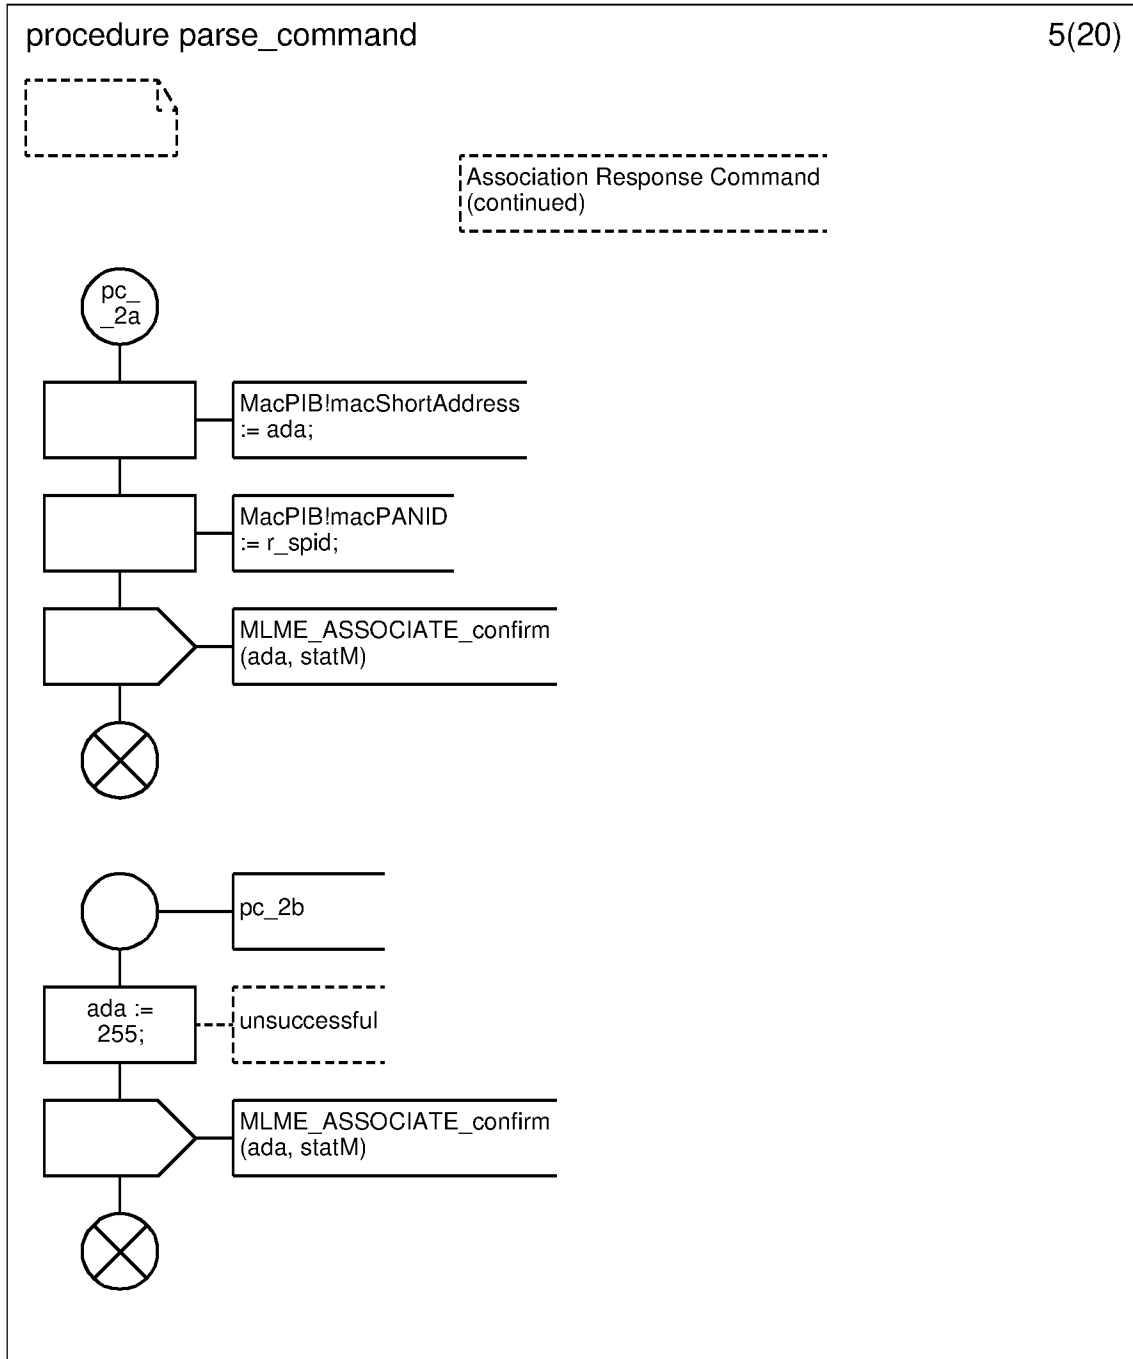 procedure parse_command
5(20)
Association Response Command
(continued)
pc_
_2a
MacPIB!macShortAddress
:= ada;
MacPIB!macPANID
:= r_spid;
MLME_ASSOCIATE_confirm
(ada, statM)
pc_2b
ada :=
255;
unsuccessful
MLME_ASSOCIATE_confirm
(ada, statM)